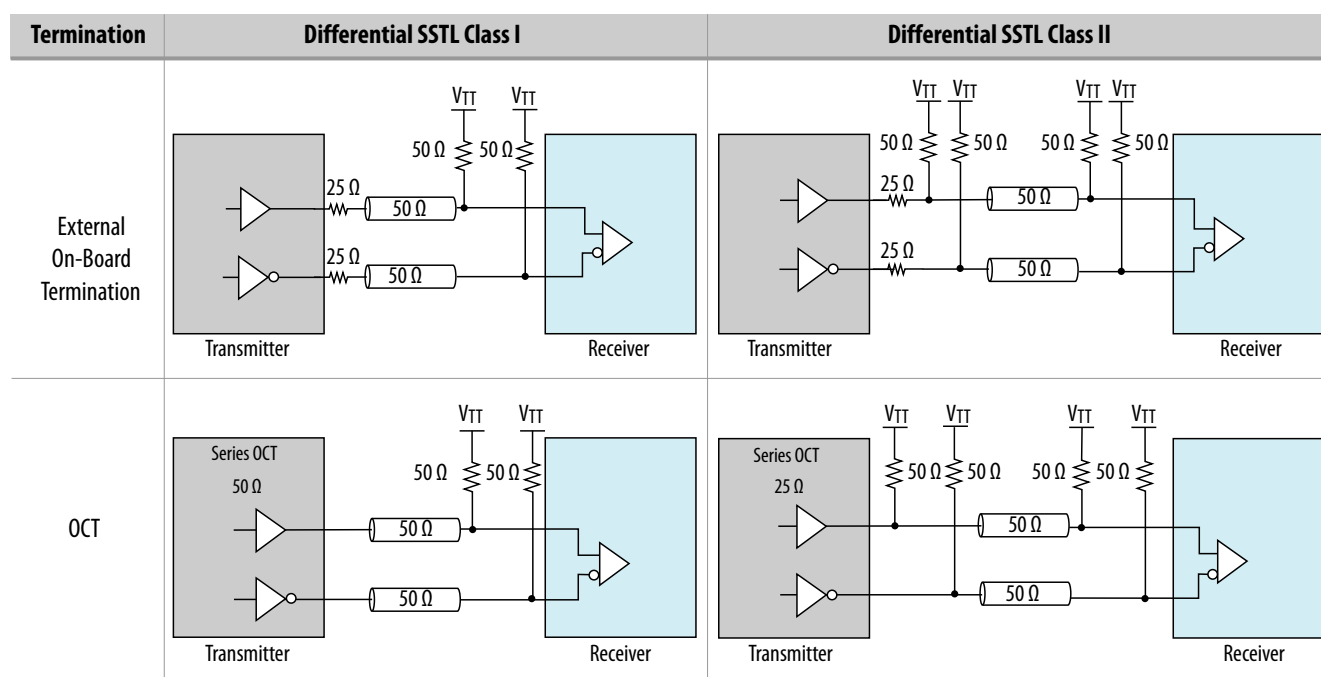 Termination Differential SSTL Class I Differential SSTL Class II
External
On-Board
Termination
VTT VTT
50 Ω 50 Ω
25 Ω
50 Ω
25 Ω
50 Ω
Transmitter Receiver
VTT VTT VTT VTT
50 Ω 50 Ω 50 Ω 50 Ω
25 Ω
50 Ω
25 Ω
50 Ω
Transmitter Receiver
OCT
VTT VTT
Series OCT
50 Ω
50 Ω 50 Ω
50 Ω
50 Ω
Transmitter Receiver
VTT VTT VTT VTT
Series OCT
25 Ω
50 Ω 50 Ω 50 Ω 50 Ω
50 Ω
50 Ω
Transmitter Receiver